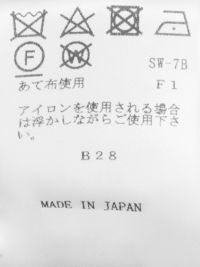 F W
SW-7B
あて布使用 F1
アイロンを使用される場合
は浮かしながらご使用下さ
い。
B28
MADE IN JAPAN